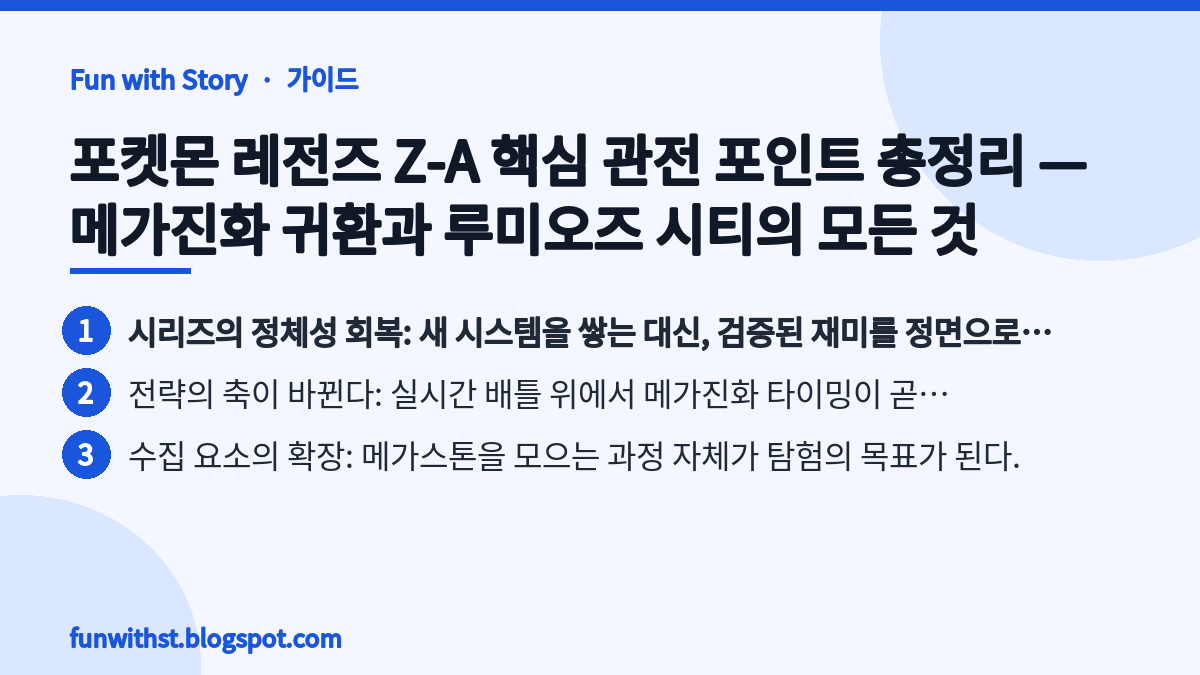 Fun with Story · 가이드
포켓몬 레전즈 Z-A 핵심 관전 포인트 총정리 —
메가진화 귀환과 루미오즈 시티의 모든 것
1 시리즈의 정체성 회복: 새 시스템을 쌓는 대신, 검증된 재미를 정면으로…
2 전략의 축이 바뀐다: 실시간 배틀 위에서 메가진화 타이밍이 곧…
3 수집 요소의 확장: 메가스톤을 모으는 과정 자체가 탐험의 목표가 된다.
funwithst.blogspot.com